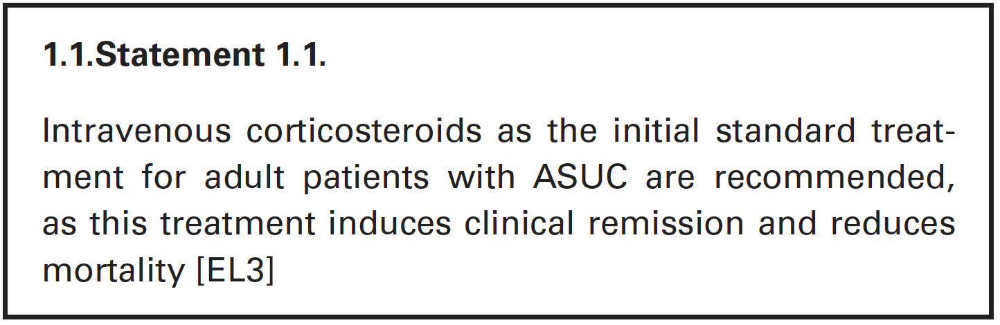 1.1.Statement 1.1.
Intravenous corticosteroids as the initial standard treat-
ment for adult patients with ASUC are recommended,
as this treatment induces clinical remission and reduces
mortality [EL3]